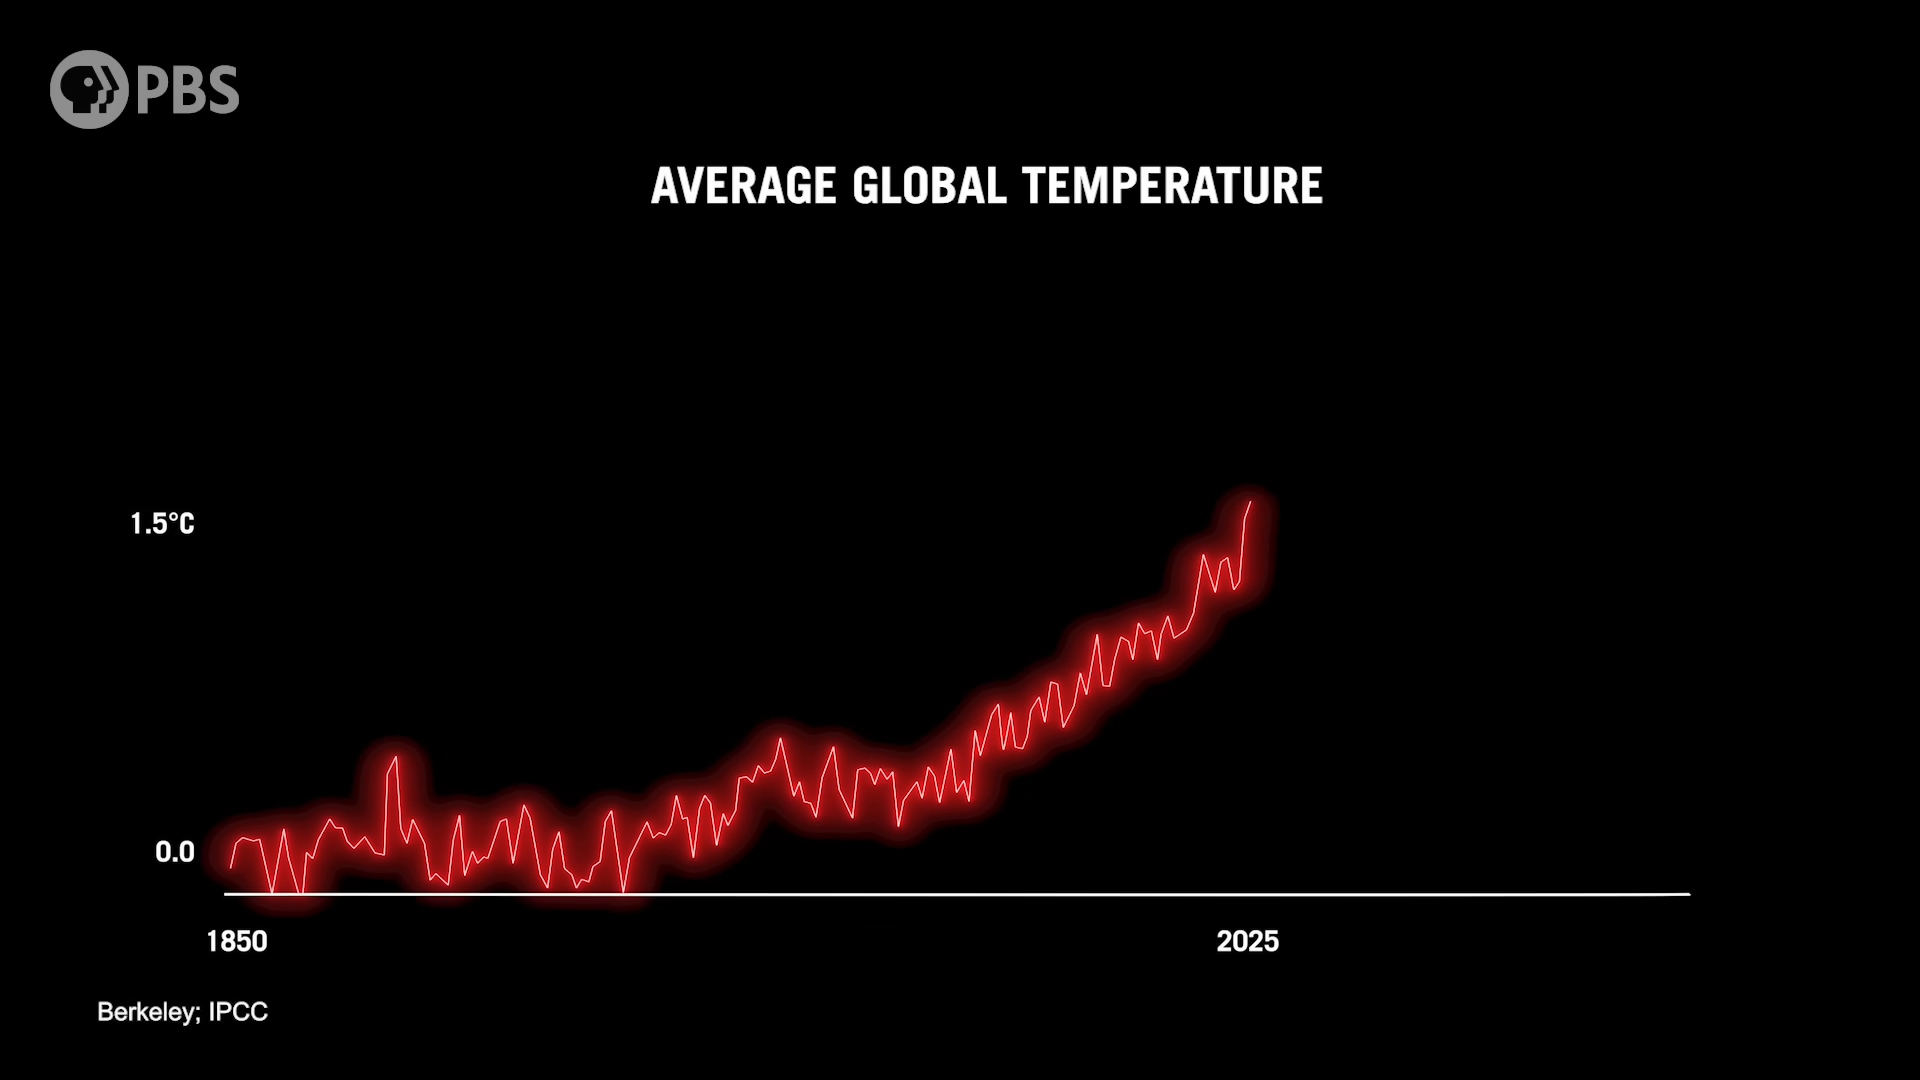 PBS
AVERAGE GLOBAL TEMPERATURE
1.5°C
0.0
1850
2025
Berkeley; IPCC